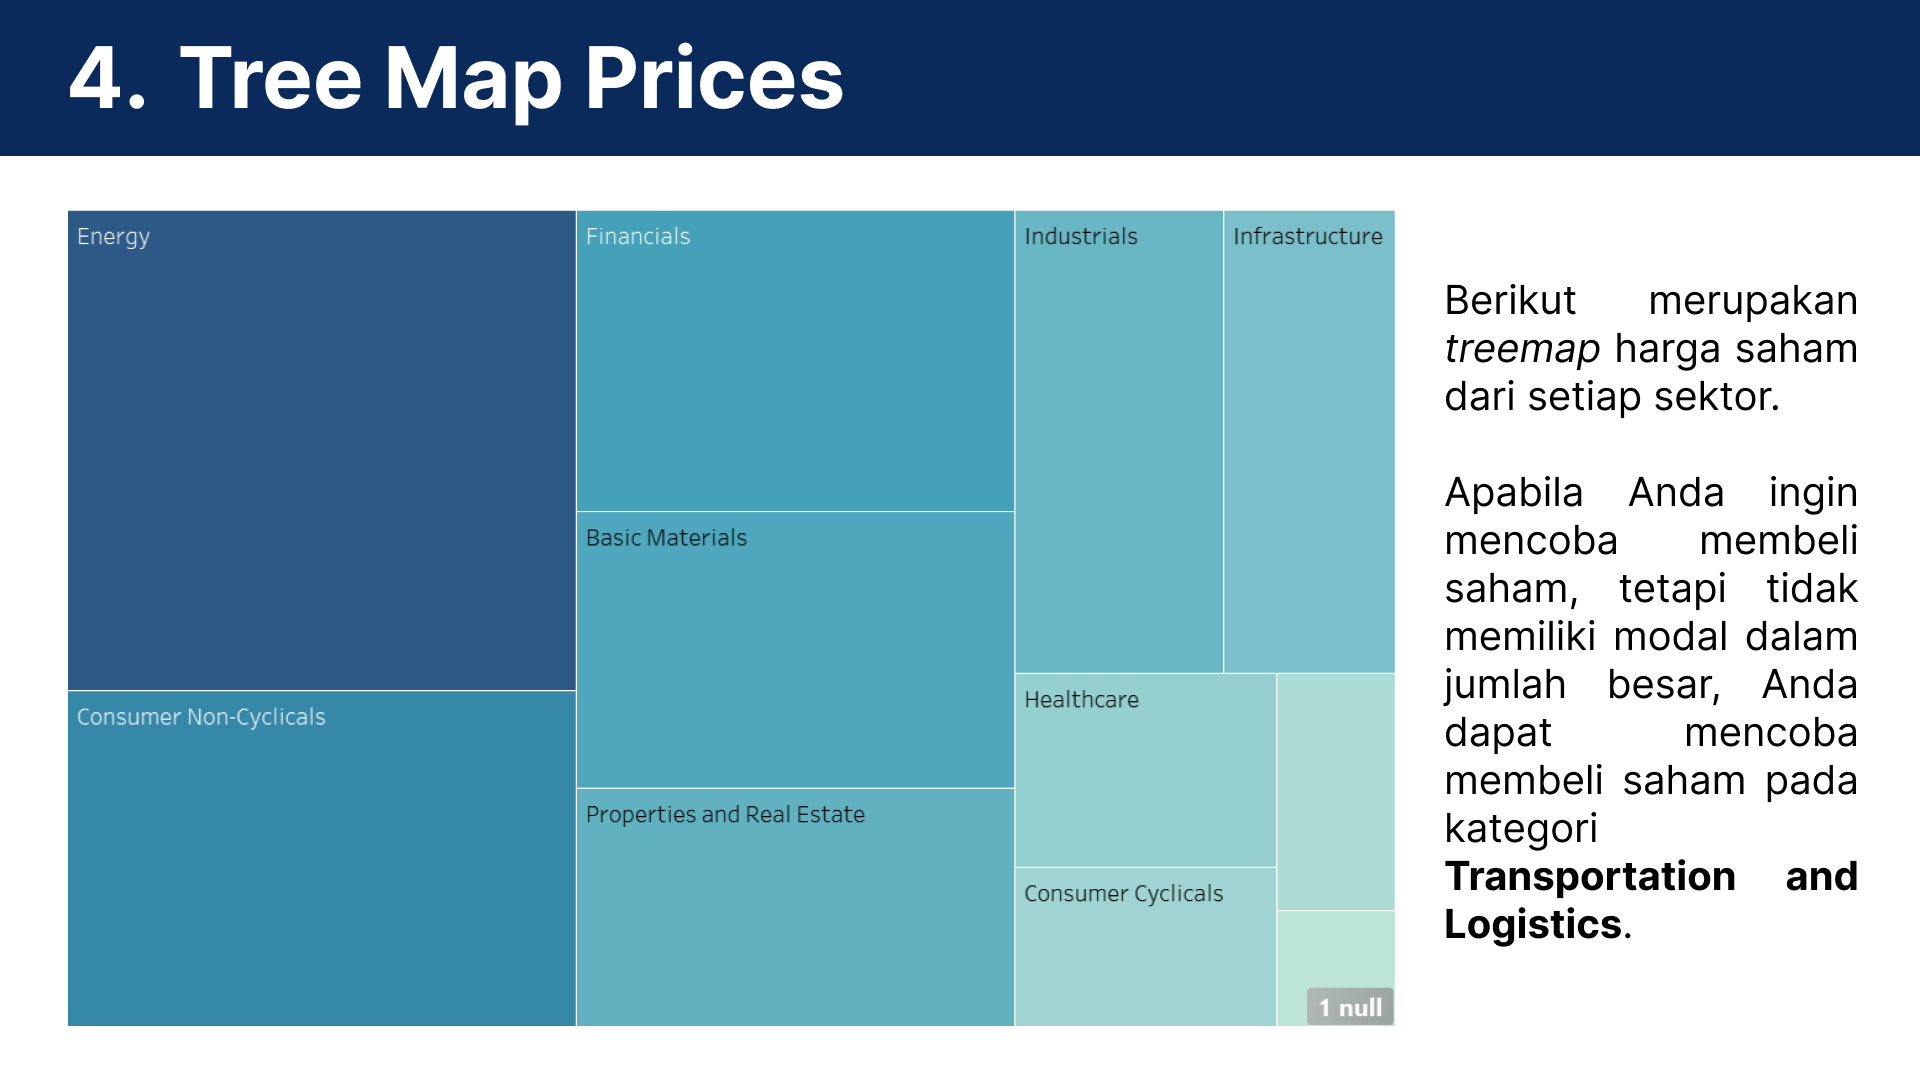 4. Tree Map Prices
Energy
Financials
Industrials
Infrastructure
Consumer Non-Cyclicals
Basic Materials
Properties and Real Estate
Healthcare
Consumer Cyclicals
1 null
Berikut merupakan
treemap harga saham
dari setiap sektor.
Apabila Anda ingin
mencoba membeli
saham, tetapi tidak
memiliki modal dalam
jumlah besar, Anda
dapat mencoba
membeli saham pada
kategori
Transportation and
Logistics.